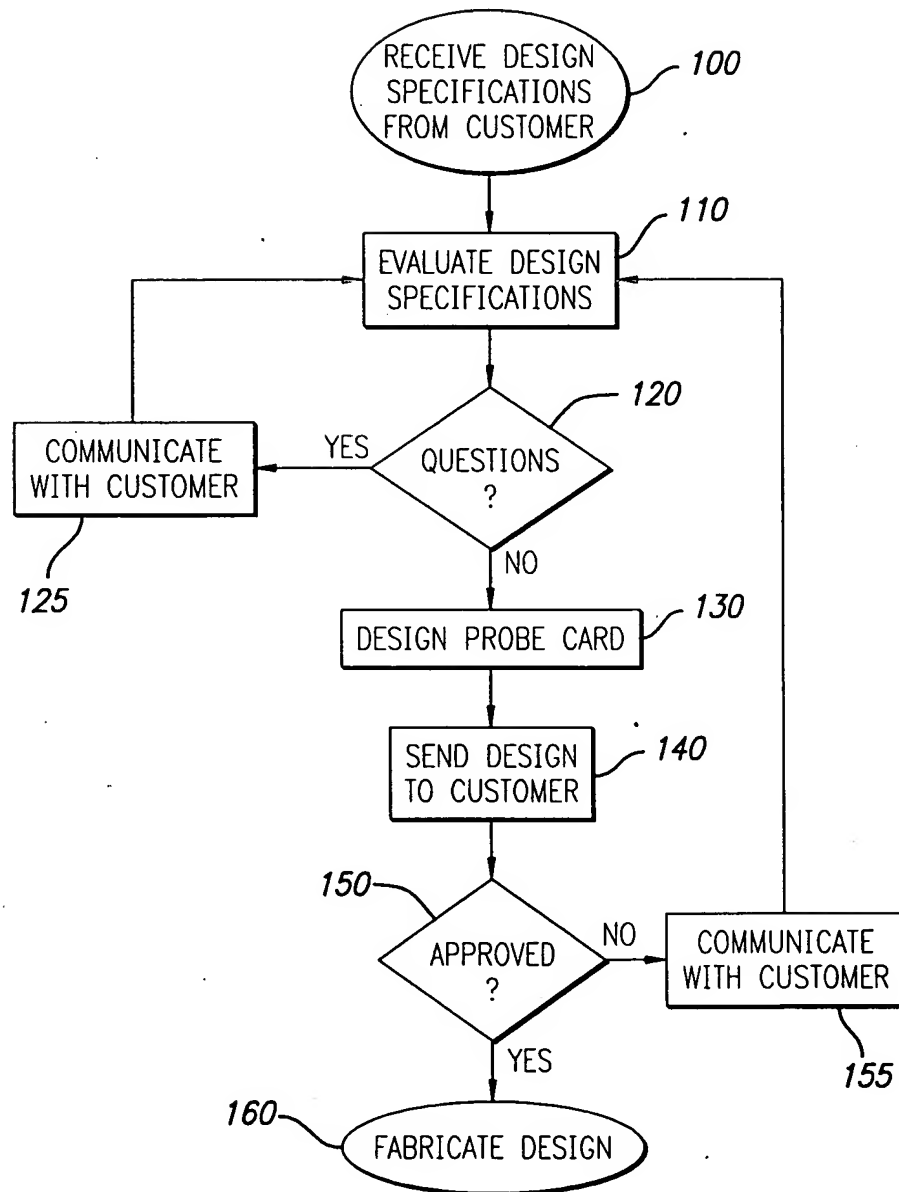 RECEIVE DESIGN
SPECIFICATIONS
FROM CUSTOMER
100
110
EVALUATE DESIGN
SPECIFICATIONS
120
QUESTIONS
?
YES
COMMUNICATE
WITH CUSTOMER
125
NO
DESIGN PROBE CARD
130
SEND DESIGN
TO CUSTOMER
140
150
APPROVED
?
NO
COMMUNICATE
WITH CUSTOMER
155
YES
160
FABRICATE DESIGN